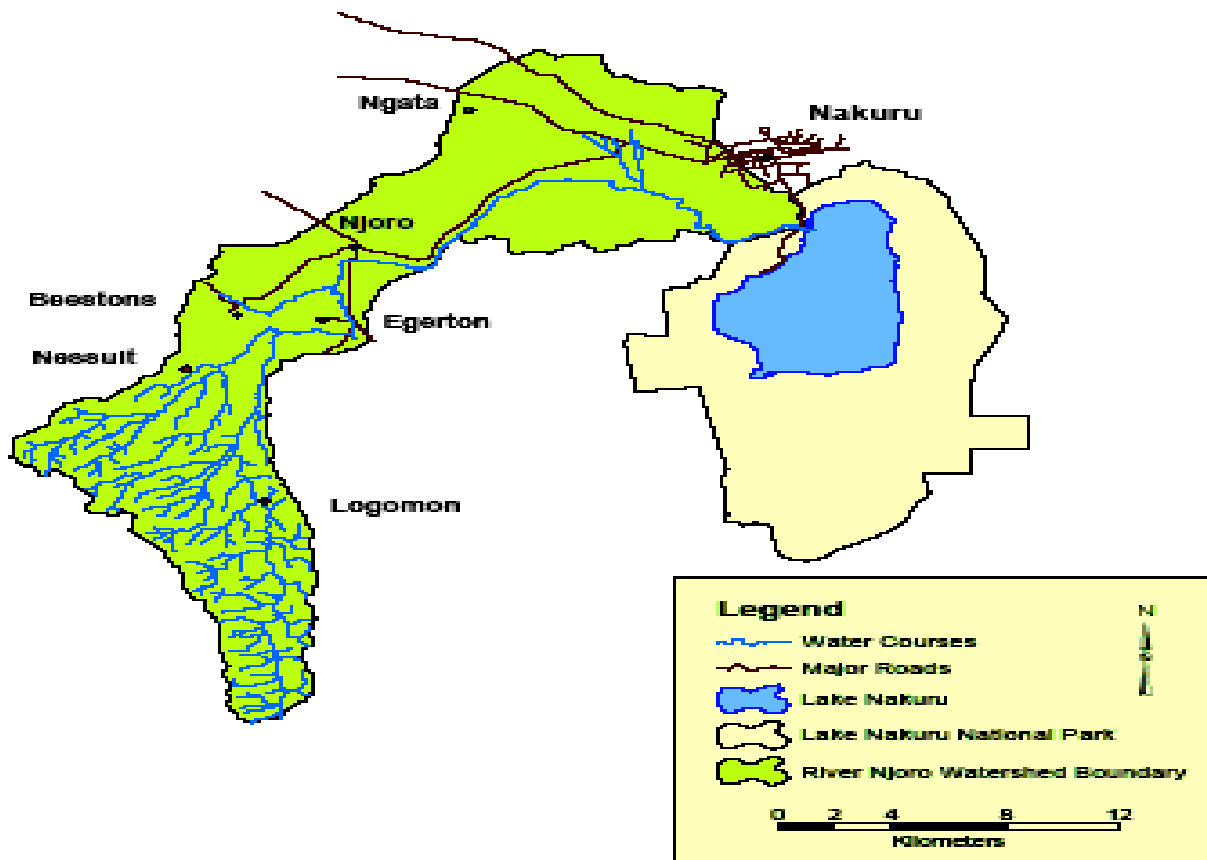 Ngata
Nakuru
Njoro
Beestons
Egerton
Nessuit
Logomon
Legend
N
Water Courses
Major Roads
Lake Nakuru
Lake Nakuru National Park
River Njoro Watershed Boundary
0 2 4 8 12
Kilometers